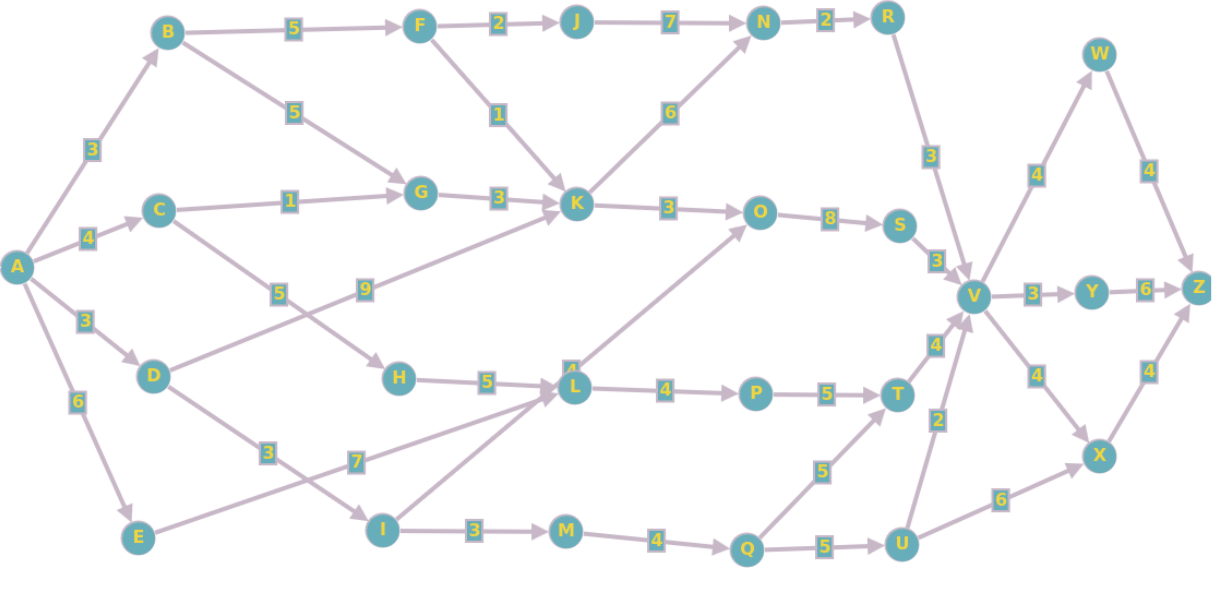 B 5 F 2 J 7 N 2 R
W
5 1 6
3 3
4 4
C 1 G 3 K 3 O 8 S
4 3
A 5 9 V 3 Y 6 Z
3 4
D H 5 L 4 P 5 T 4 4
6 2
3 7 5 X
6
E I 3 M 4 Q 5 U
4